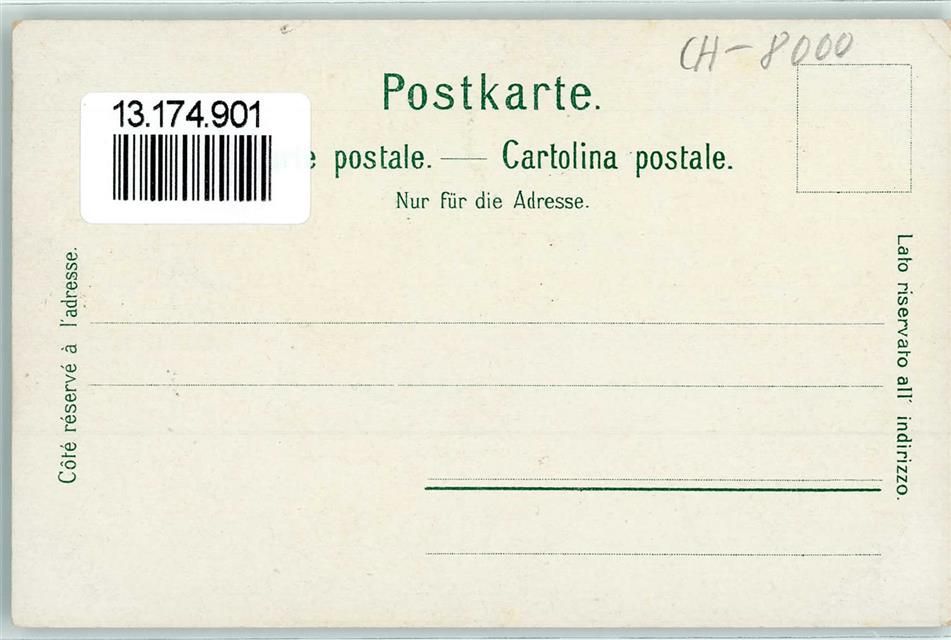 CH-8000
Postkarte.
13.174.901
postale. — Cartolina postale.
Nur für die Adresse.
Côté réservé à l'adresse.
Lato riservato all' indirizzo.